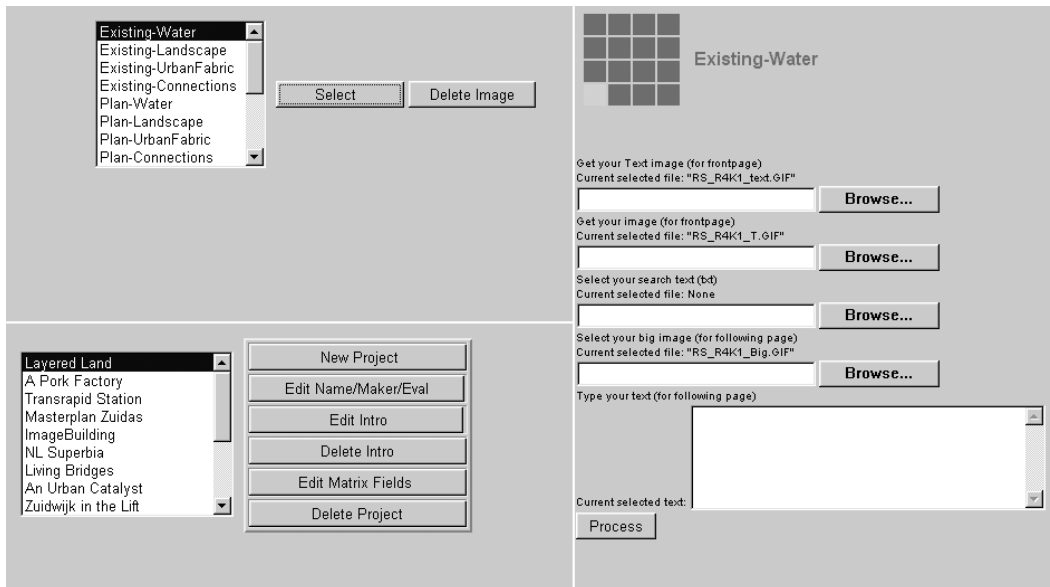 Existing-Water
Existing-Landscape
Existing-UrbanFabric
Existing-Connections
Plan-Water
Plan-Landscape
Plan-UrbanFabric
Plan-Connections
Select
Delete Image
Layered Land
A Pork Factory
Transrapid Station
Masterplan Zuidas
ImageBuilding
NL Superbia
Living Bridges
An Urban Catalyst
Zuidwijk in the Lift
New Project
Edit Name/Maker/Eval
Edit Intro
Delete Intro
Edit Matrix Fields
Delete Project
Existing-Water
Get your Text image (for frontpage)
Current selected file: "RS_R4K1_text.GIF"
Browse...
Get your image (for frontpage)
Current selected file: "RS_R4K1_T.GIF"
Browse...
Select your search text (txt)
Current selected file: None
Browse...
Select your big image (for following page)
Current selected file: "RS_R4K1_Big.GIF"
Browse...
Type your text (for following page)
Current selected text:
Process